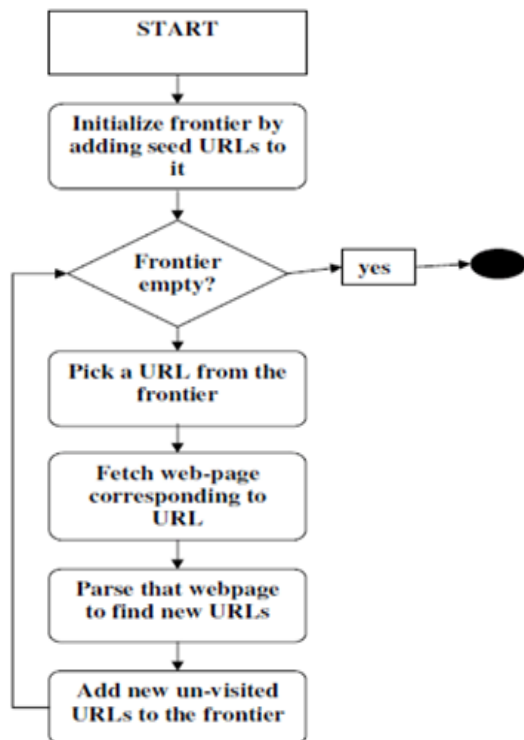 START
Initialize frontier by
adding seed URLs to
it
Frontier
empty?
yes
Pick a URL from the
frontier
Fetch web-page
corresponding to
URL
Parse that webpage
to find new URLs
Add new un-visited
URLs to the frontier